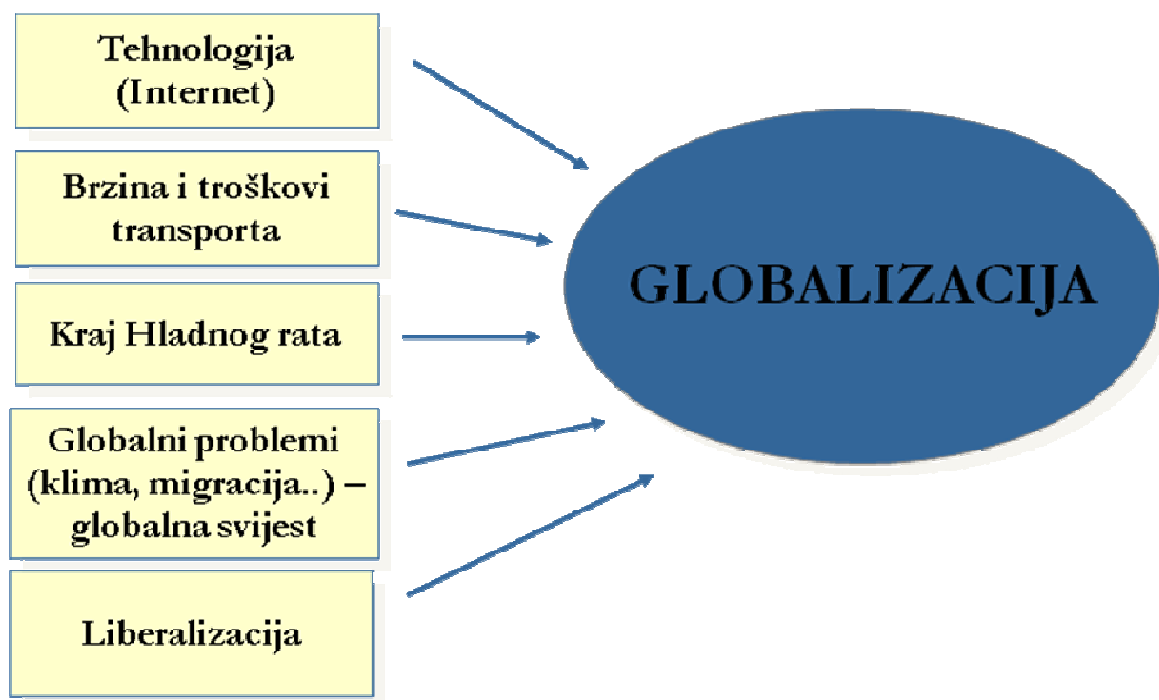 Tehnologija
(Internet)
Brzina i troškovi
transporta
Kraj Hladnog rata
Globalni problemi
(klima, migracija..) –
globalna svijest
Liberalizacija
GLOBALIZACIJA